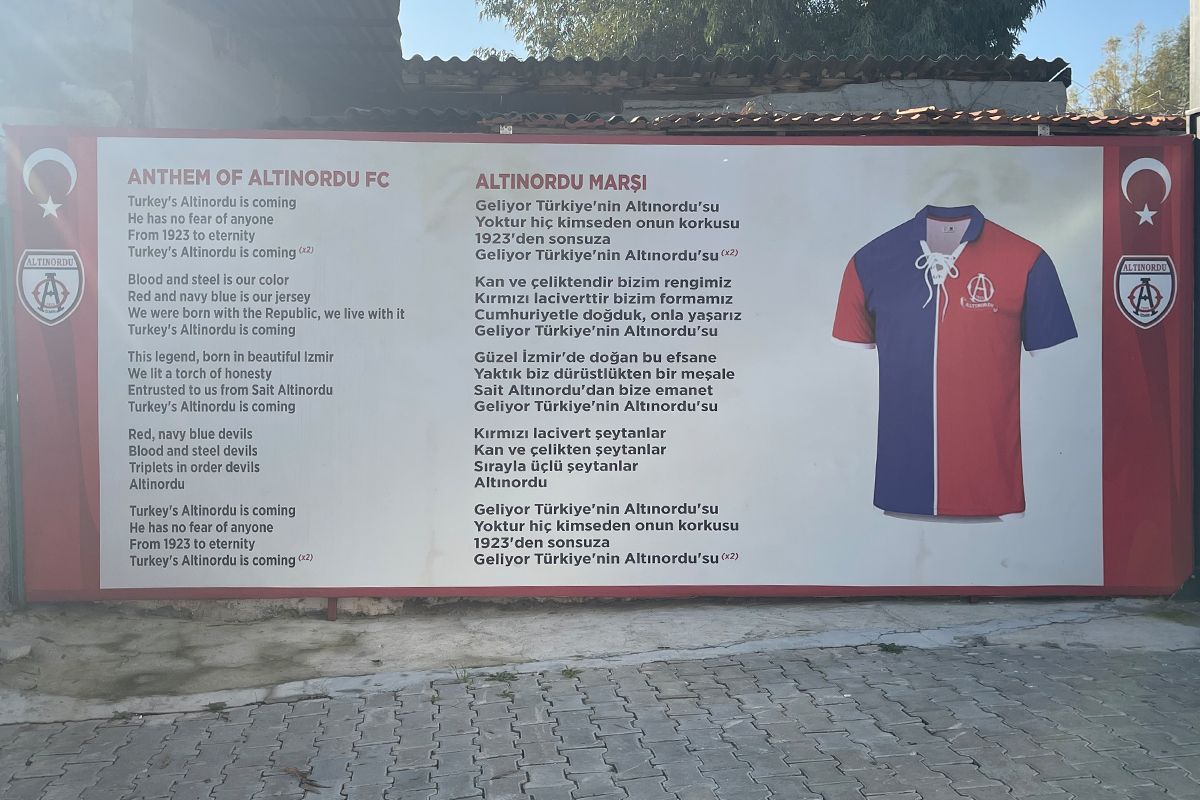 ANTHEM OF ALTINORDU FC
Turkey's Altinordu is coming
He has no fear of anyone
From 1923 to eternity
Turkey's Altinordu is coming (x2)
Blood and steel is our color
Red and navy blue is our jersey
We were born with the Republic, we live with it
Turkey's Altinordu is coming
This legend, born in beautiful Izmir
We lit a torch of honesty
Entrusted to us from Sait Altinordu
Turkey's Altinordu is coming
Red, navy blue devils
Blood and steel devils
Triplets in order devils
Altinordu
Turkey's Altinordu is coming
He has no fear of anyone
From 1923 to eternity
Turkey's Altinordu is coming (x2)
ALTINORDU MARŞI
Geliyor Türkiye'nin Altınordu'su
Yoktur hiç kimseden onun korkusu
1923'den sonsuza
Geliyor Türkiye'nin Altınordu'su (x2)
Kan ve çeliktendir bizim rengimiz
Kırmızı laciverttir bizim formamız
Cumhuriyetle doğduk, onla yaşarız
Geliyor Türkiye'nin Altınordu'su
Güzel İzmir'de doğan bu efsane
Yaktık biz dürüstlükten bir meşale
Sait Altınordu'dan bize emanet
Geliyor Türkiye'nin Altınordu'su
Kırmızı lacivert şeytanlar
Kan ve çelikten şeytanlar
Sırayla üçlü şeytanlar
Altınordu
Geliyor Türkiye'nin Altınordu'su
Yoktur hiç kimseden onun korkusu
1923'den sonsuza
Geliyor Türkiye'nin Altınordu'su (x2)
ALTINORDU
ALTINORDU
ALTINORDU